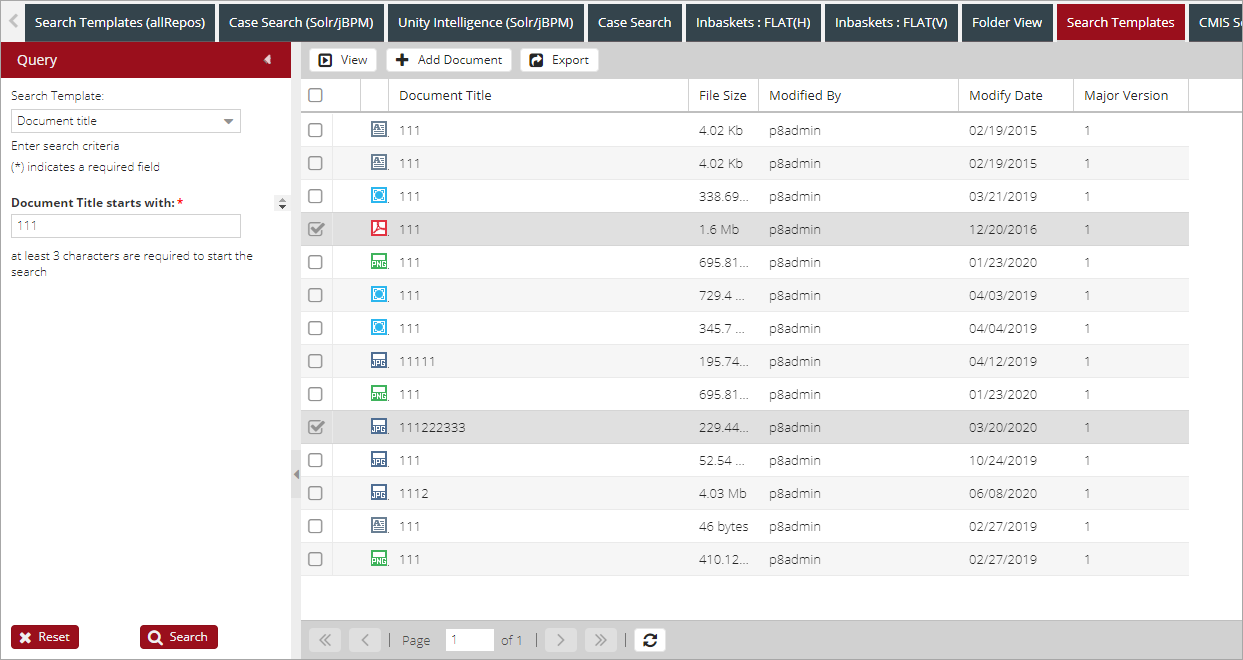 Search Templates (allRepos) Case Search (Solr/jBPM) Unity Intelligence (Solr/jBPM) Case Search Inbaskets : FLAT(H) Inbaskets : FLAT(V) Folder View Search Templates CMIS S
Query
View Add Document Export
Search Template:
Document title
Enter search criteria
(*) indicates a required field
Document Title starts with:*
111
at least 3 characters are required to start the
search
Reset Search
Document Title File Size Modified By Modify Date Major Version
111 4.02 Kb p8admin 02/19/2015 1
111 4.02 Kb p8admin 02/19/2015 1
111 338.69... p8admin 03/21/2019 1
111 1.6 Mb p8admin 12/20/2016 1
PNG 111 695.81... p8admin 01/23/2020 1
111 729.4 ... p8admin 04/03/2019 1
111 345.7 ... p8admin 04/04/2019 1
JPG 11111 195.74... p8admin 04/12/2019 1
PNG 111 695.81... p8admin 01/23/2020 1
JPG 111222333 229.44... p8admin 03/20/2020 1
JPG 111 52.54 ... p8admin 10/24/2019 1
JPG 1112 4.03 Mb p8admin 06/08/2020 1
111 46 bytes p8admin 02/27/2019 1
PNG 111 410.12... p8admin 02/27/2019 1
Page 1 of 1